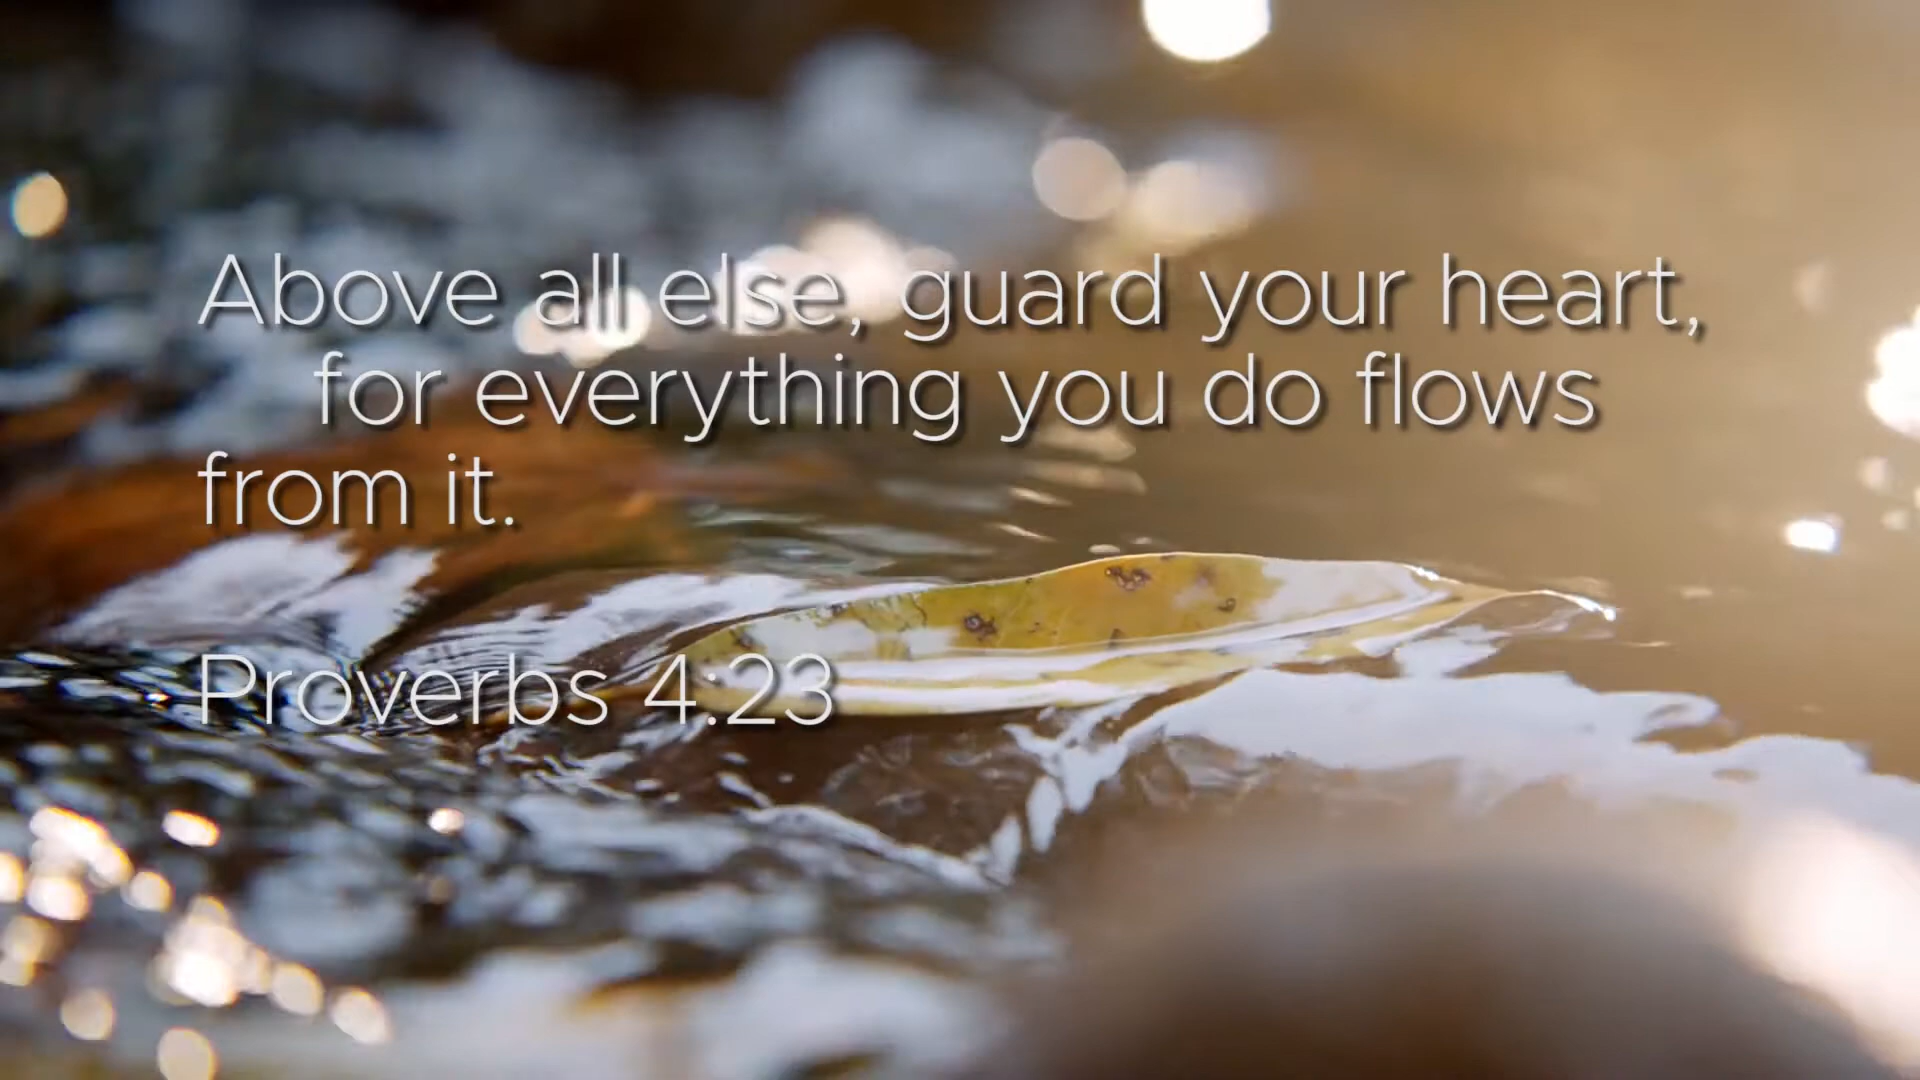 Above all else, guard your heart,
for everything you do flows
from it.
Proverbs 4:23